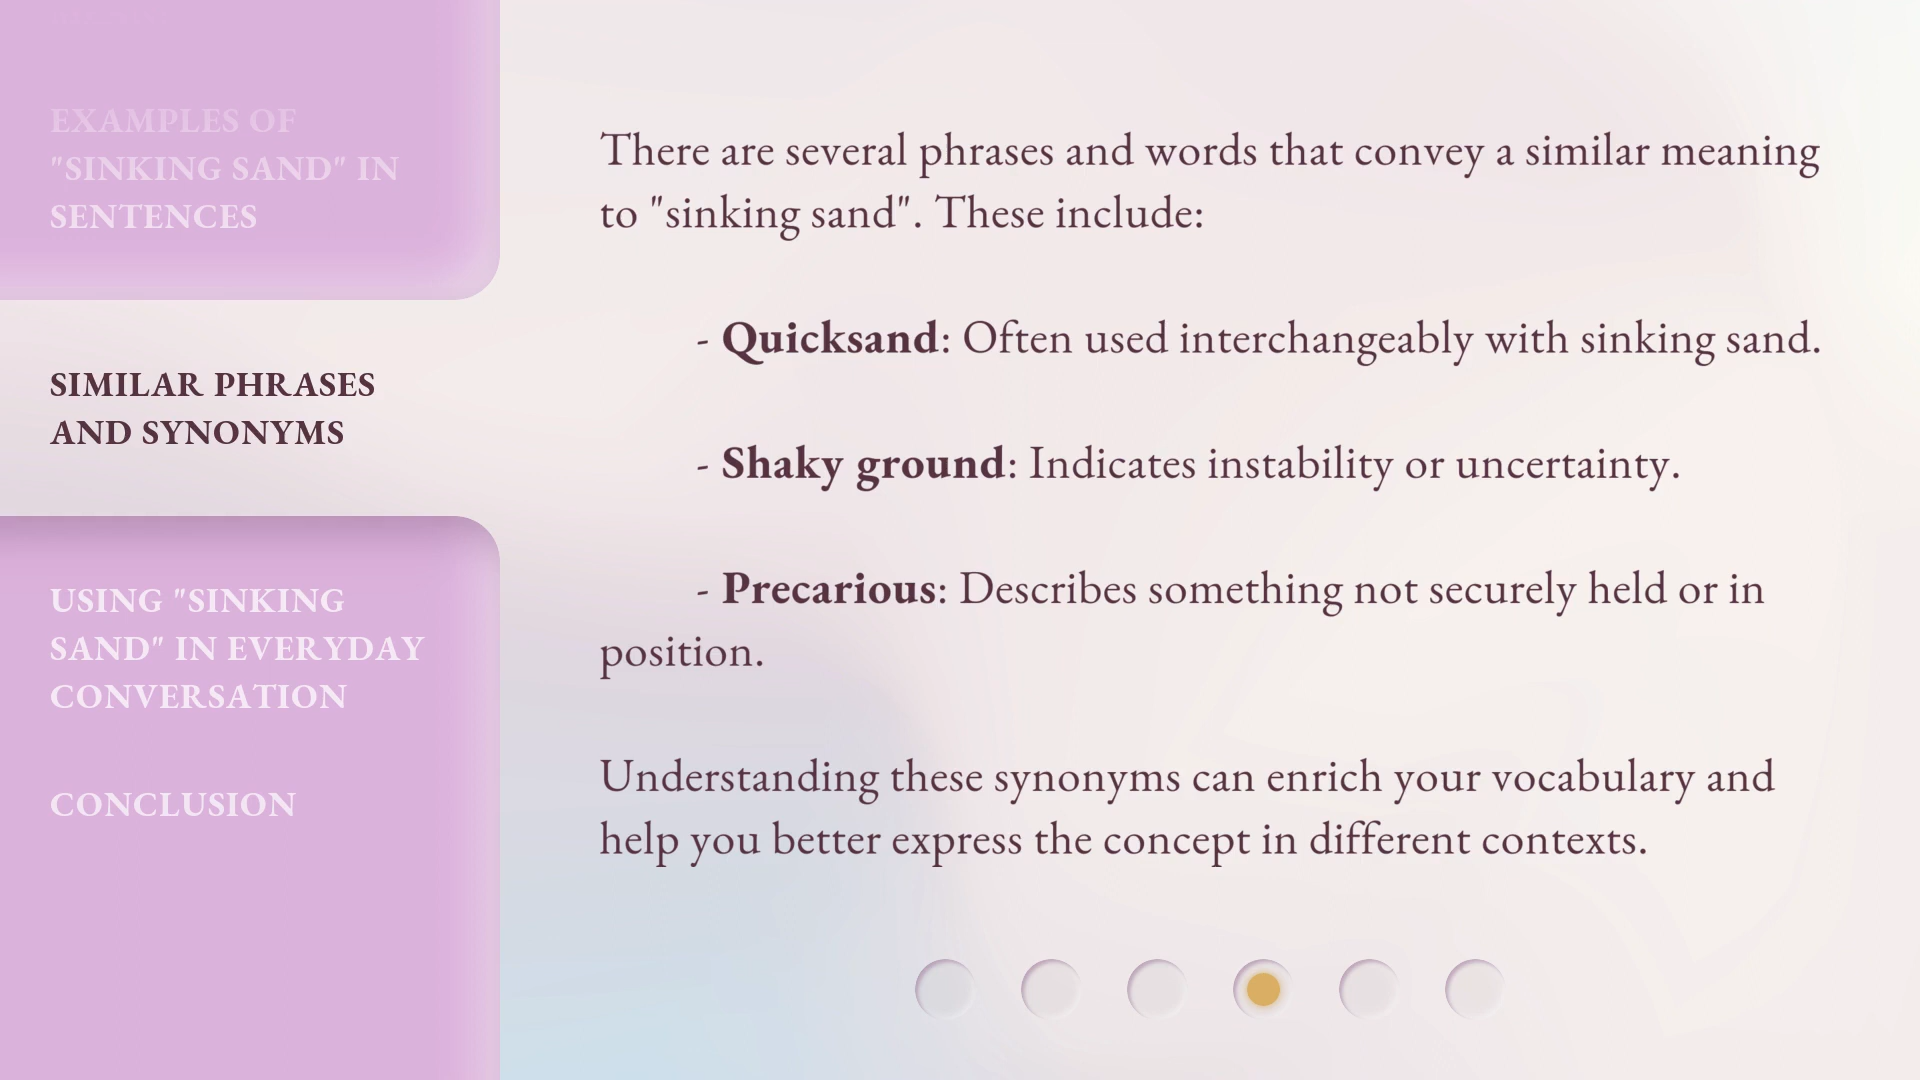 EXAMPLES OF
"SINKING SAND" IN
SENTENCES
SIMILAR PHRASES
AND SYNONYMS
USING "SINKING
SAND" IN EVERYDAY
CONVERSATION
CONCLUSION
There are several phrases and words that convey a similar meaning
to "sinking sand". These include:
- Quicksand: Often used interchangeably with sinking sand.
- Shaky ground: Indicates instability or uncertainty.
- Precarious: Describes something not securely held or in
position.
Understanding these synonyms can enrich your vocabulary and
help you better express the concept in different contexts.